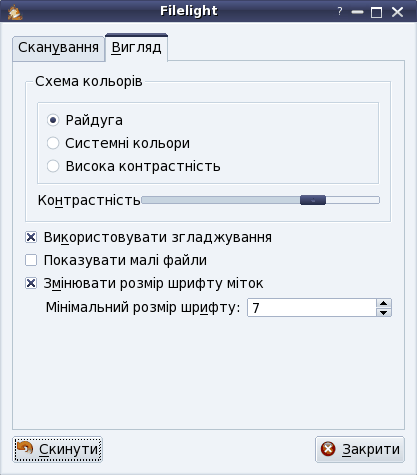 Filelight
Сканування Вигляд
Схема кольорів
Райдуга
Системні кольори
Висока контрастність
Контрастність
Використовувати згладжування
Показувати малі файли
Змінювати розмір шрифту міток
Мінімальний розмір шрифту: 7
Скинути Закрити